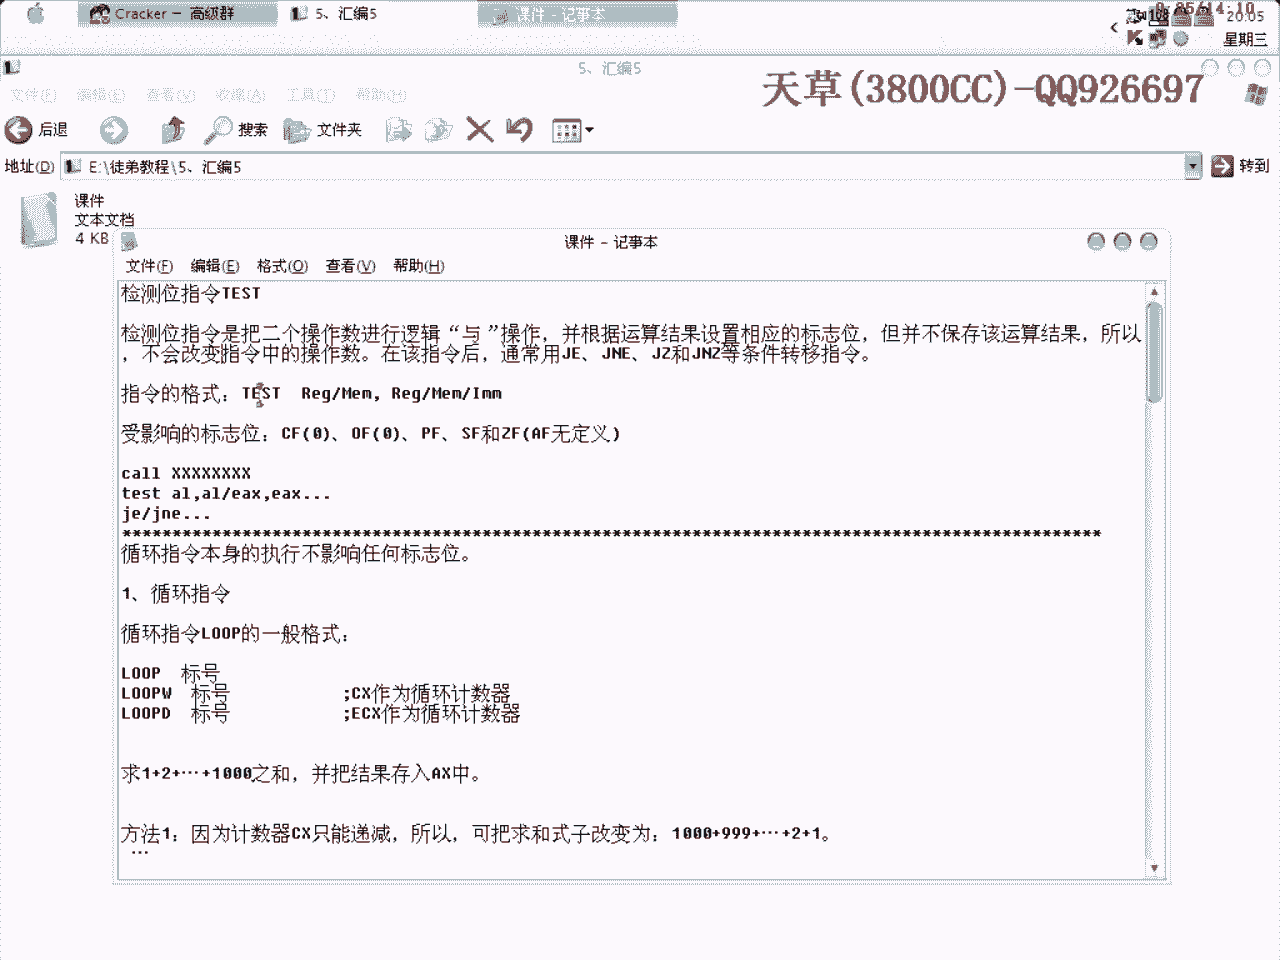 Cracker － 高级群
5、汇编5
课件 - 记事本
20:05
星期三
5、汇编5
天草(3800CC)-QQ926697
文件(F) 编辑(E) 查看(V) 收藏(A) 工具(T) 帮助(H)
后退 搜索 文件夹
地址(D) E:\徒弟教程\5、汇编5 转到
课件
文本文档
4 KB
课件 - 记事本
文件(F) 编辑(E) 格式(O) 查看(V) 帮助(H)
检测位指令TEST
检测位指令是把二个操作数进行逻辑“与”操作，并根据运算结果设置相应的标志位，但并不保存该运算结果，所以
，不会改变指令中的操作数。在该指令后，通常用JE、JNE、JZ和JNZ等条件转移指令。
指令的格式：TEST Reg/Mem, Reg/Mem/Imm
受影响的标志位：CF(0)、OF(0)、PF、SF和ZF(AF无定义)
call XXXXXXXX
test al,al/eax,eax...
je/jne...
**************************************************************************************************
循环指令本身的执行不影响任何标志位。
1、循环指令
循环指令LOOP的一般格式：
LOOP 标号
LOOPW 标号 ;CX作为循环计数器
LOOPD 标号 ;ECX作为循环计数器
求1+2+…+1000之和，并把结果存入AX中。
方法1：因为计数器CX只能递减，所以，可把求和式子改变为：1000+999+…+2+1。
…